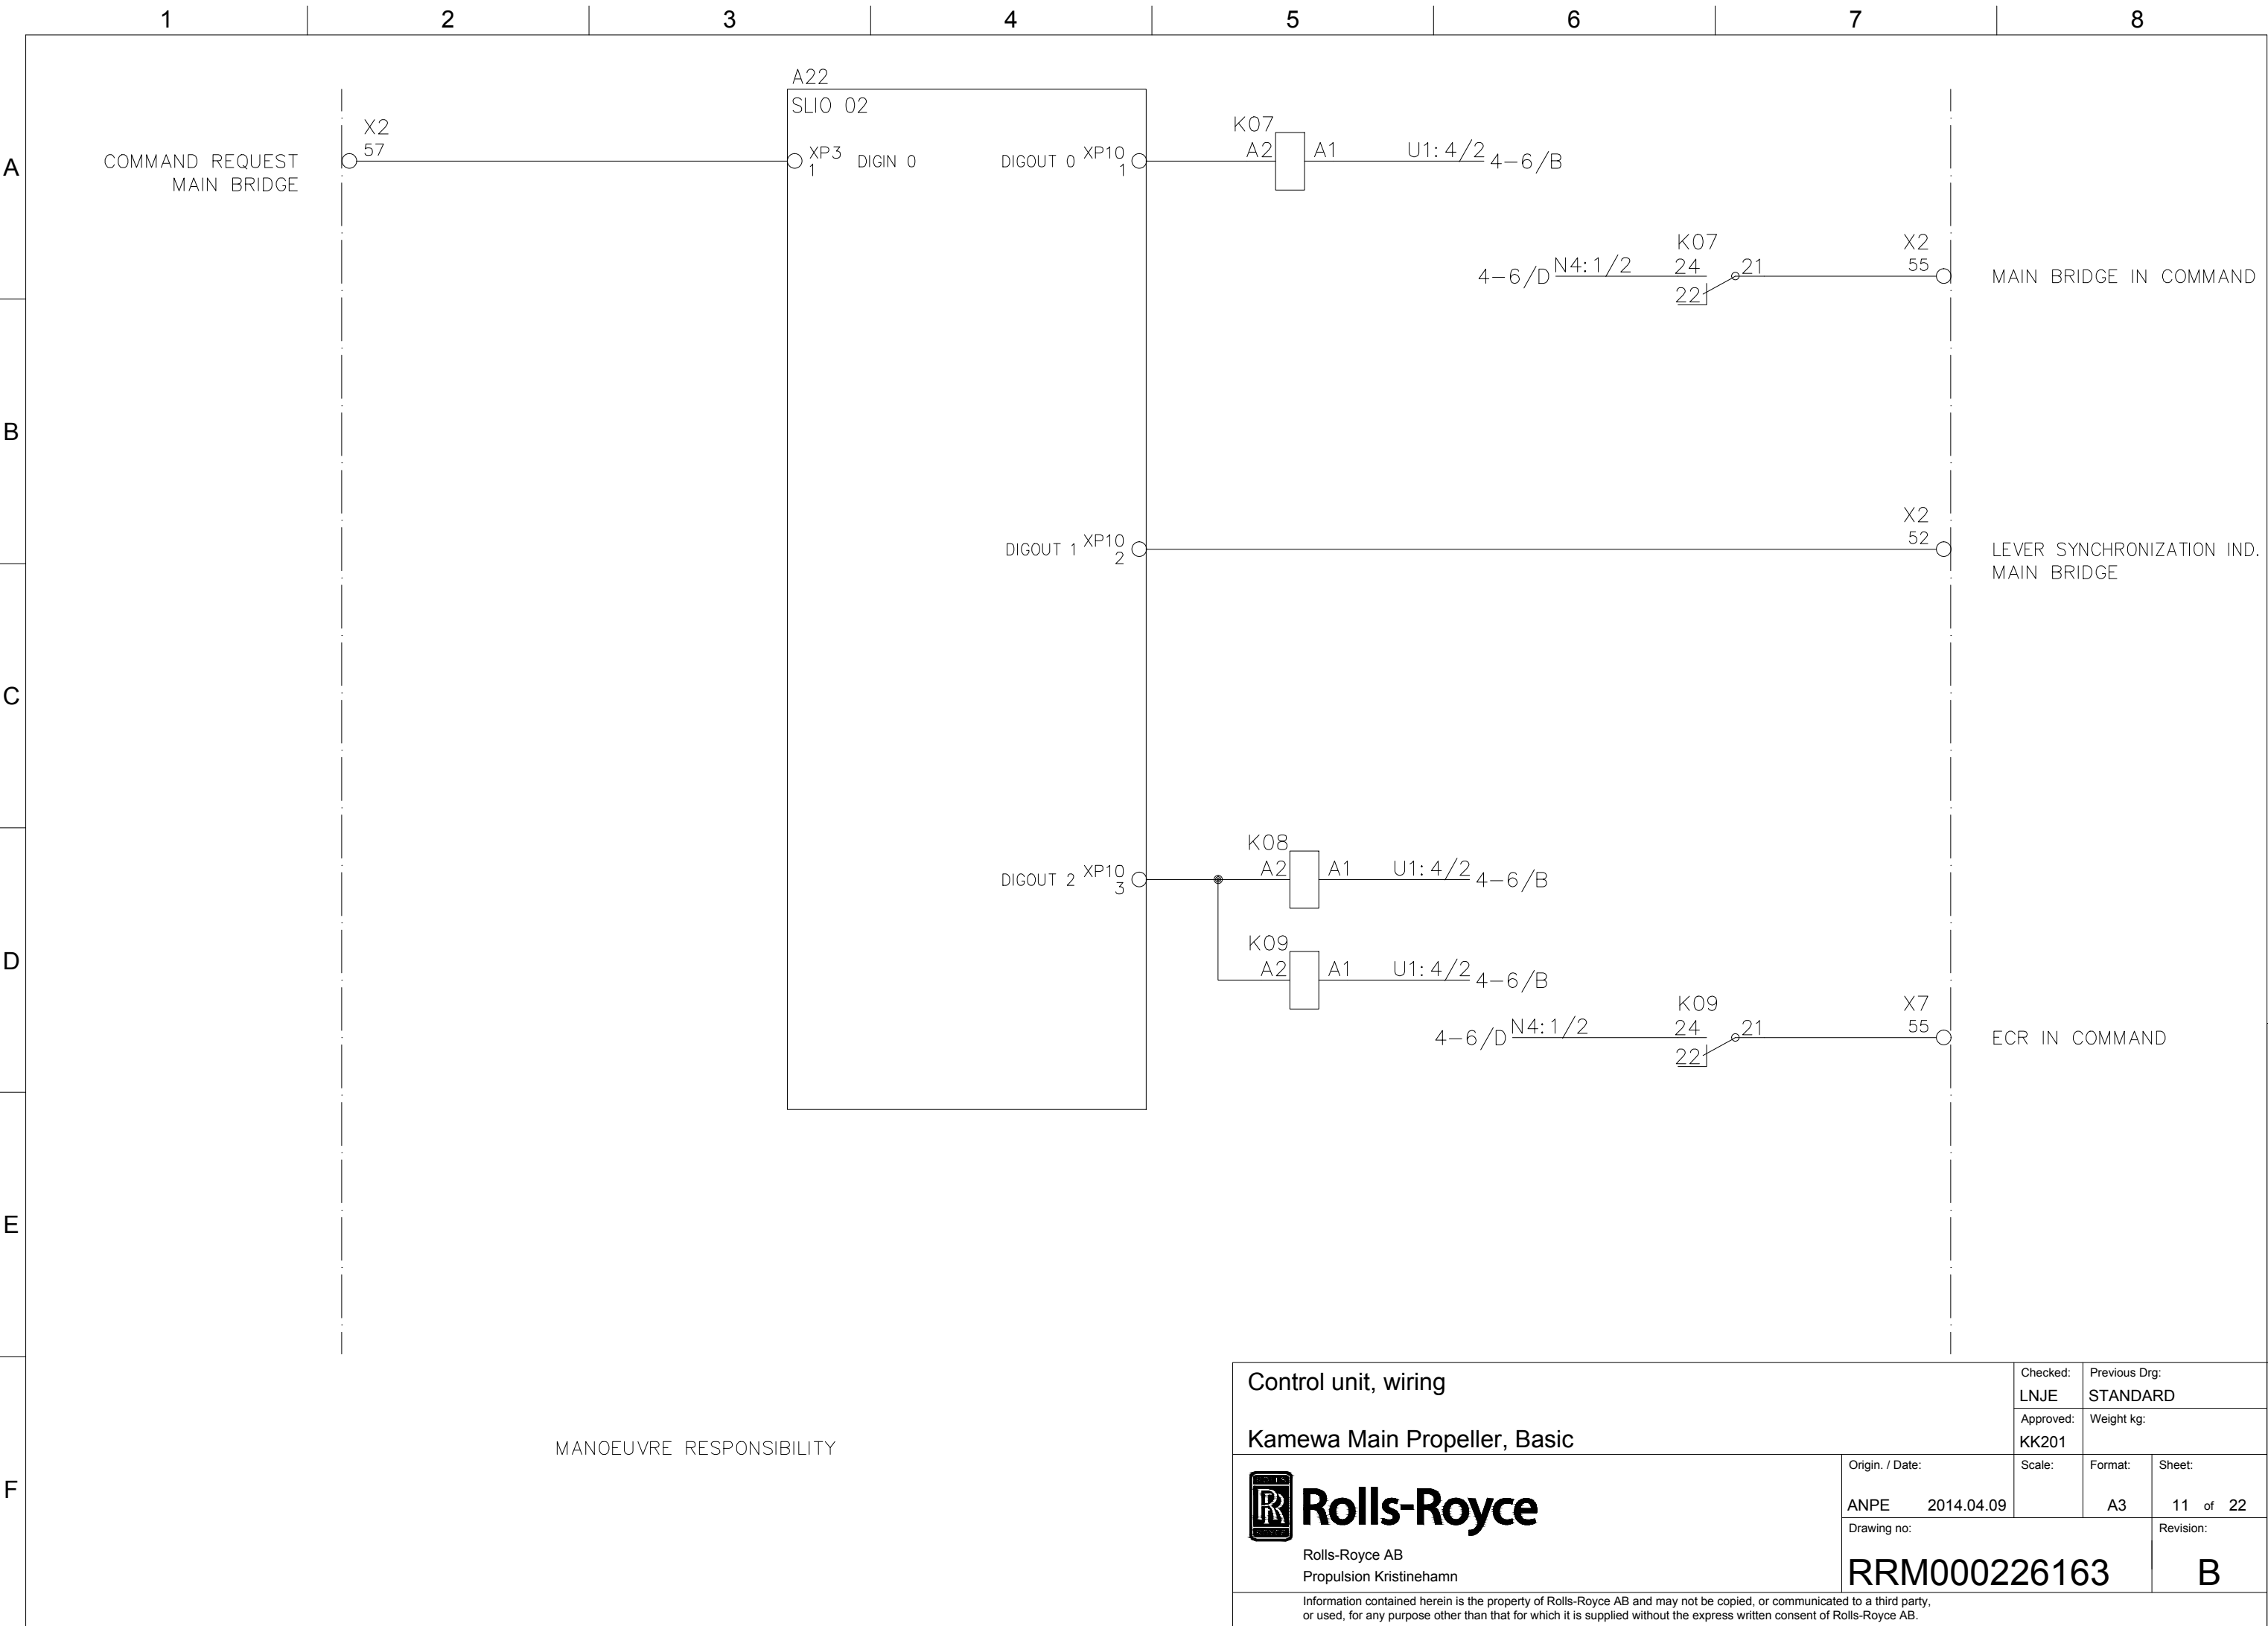 1 2 3 4 5 6 7 8
A
B
C
D
E
F
A22
SLIO 02
COMMAND REQUEST
MAIN BRIDGE
X2
57
XP3
1
DIGIN 0
DIGOUT 0 XP10
1
K07
A2 A1 U1:4/2 4-6/B
4-6/D N4:1/2
K07
24 21
22
X2
55
MAIN BRIDGE IN COMMAND
DIGOUT 1 XP10
2
X2
52
LEVER SYNCHRONIZATION IND.
MAIN BRIDGE
DIGOUT 2 XP10
3
K08
A2 A1 U1:4/2 4-6/B
K09
A2 A1 U1:4/2 4-6/B
4-6/D N4:1/2
K09
24 21
22
X7
55
ECR IN COMMAND
MANOEUVRE RESPONSIBILITY
Control unit, wiring
Kamewa Main Propeller, Basic
Checked:
LNJE
Previous Drg:
STANDARD
Approved:
KK201
Weight kg:
Rolls-Royce
Rolls-Royce AB
Propulsion Kristinehamn
Origin. / Date:
ANPE 2014.04.09
Scale:
Format:
A3
Sheet:
11 of 22
Drawing no:
RRM000226163
Revision:
B
Information contained herein is the property of Rolls-Royce AB and may not be copied, or communicated to a third party,
or used, for any purpose other than that for which it is supplied without the express written consent of Rolls-Royce AB.